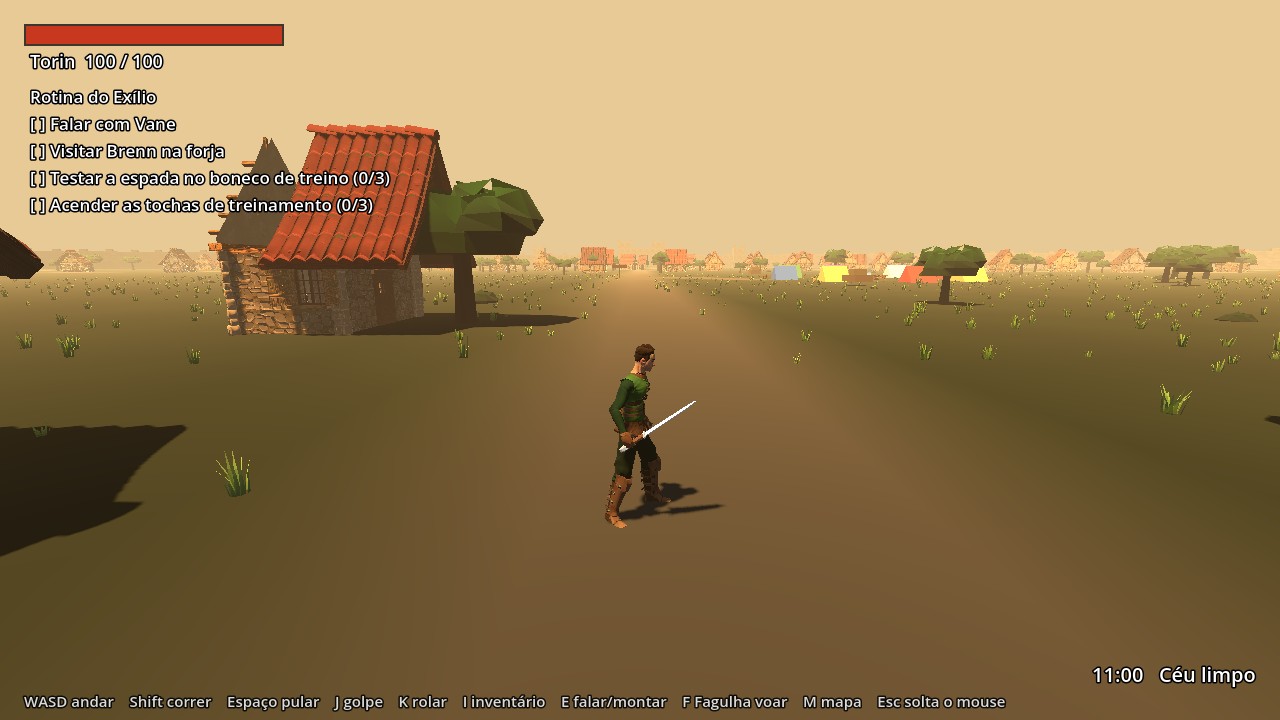 Torin 100 / 100
Rotina do Exílio
[ ] Falar com Vane
[ ] Visitar Brenn na forja
[ ] Testar a espada no boneco de treino (0/3)
[ ] Acender as tochas de treinamento (0/3)
11:00 Céu limpo
WASD andar Shift correr Espaço pular J golpe K rolar I inventário E falar/montar F Fagulha voar M mapa Esc solta o mouse